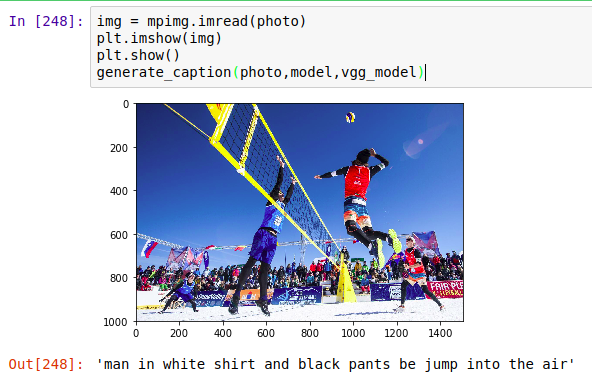 In [248]: img = mpimg.imread(photo)
plt.imshow(img)
plt.show()
generate_caption(photo,model,vgg_model)
0
200
400
600
800
1000
0 200 400 600 800 1000 1200 1400
FAIR PLE
Out[248]: 'man in white shirt and black pants be jump into the air'